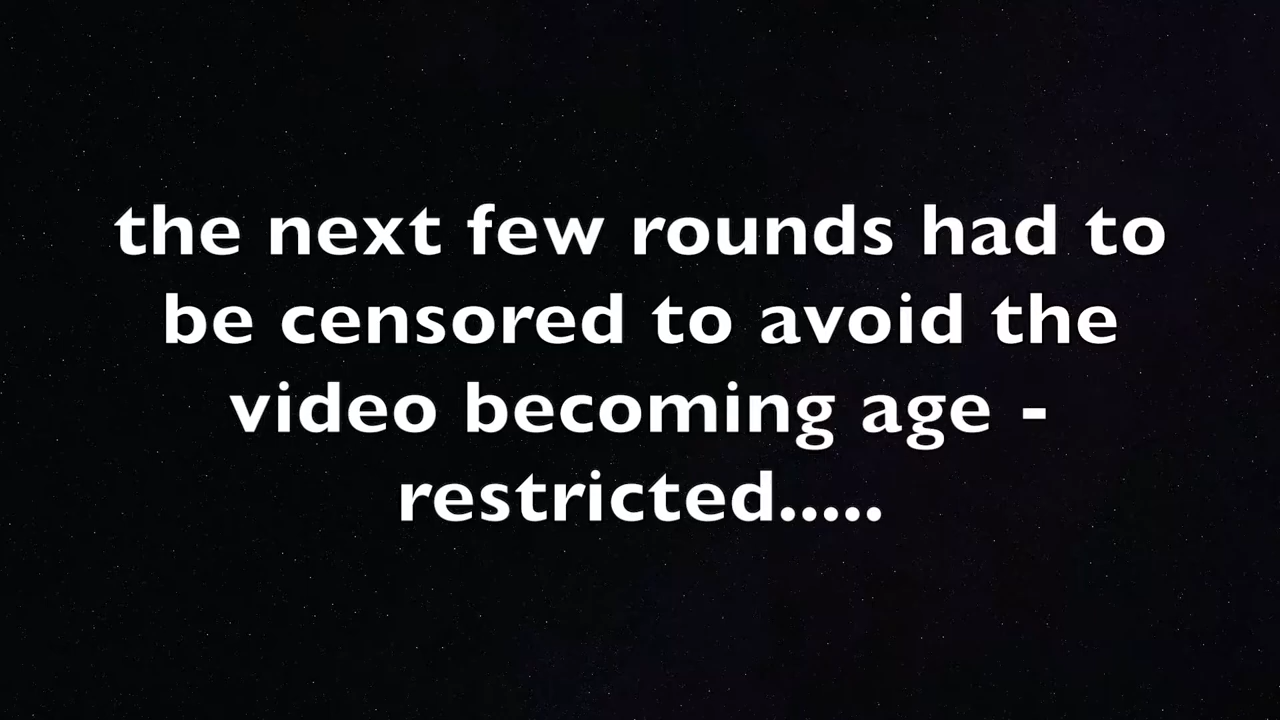 the next few rounds had to
be censored to avoid the
video becoming age -
restricted.....